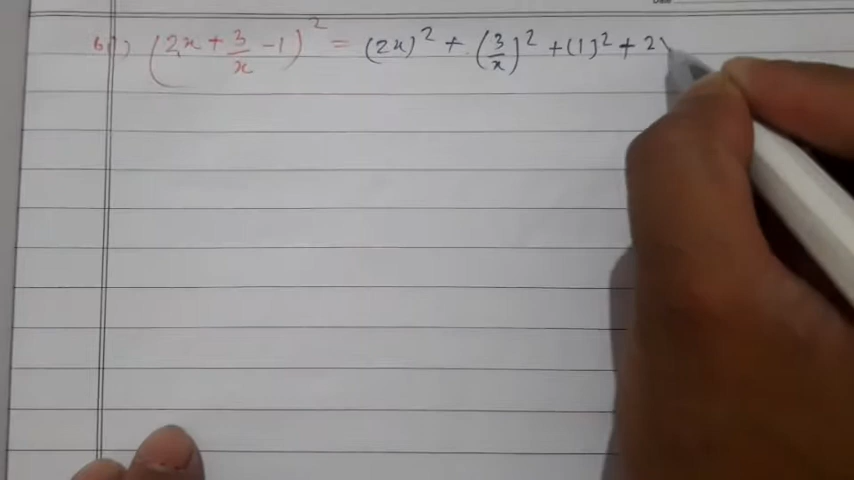 6) (2x + 3/x - 1)² = (2x)² + (3/x)² + (1)² + 2